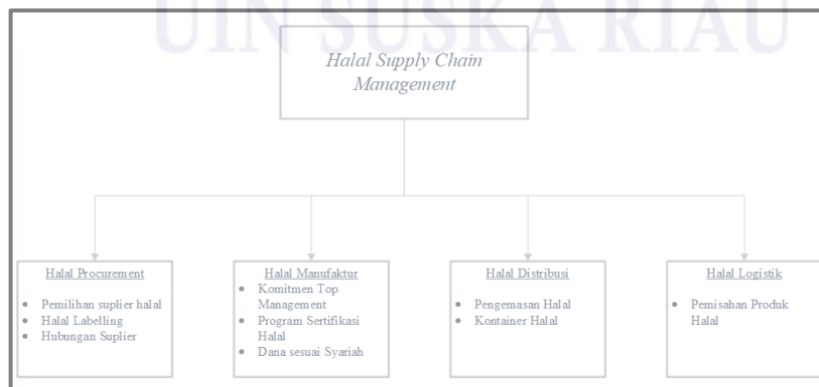 UIN SUSKA RIAU
Halal Supply Chain
Management
Halal Procurement
• Pemilihan suplier halal
• Halal Labelling
• Hubungan Suplier
Halal Manufaktur
• Komitmen Top
Management
• Program Sertifikasi
Halal
• Dana sesuai Syariah
Halal Distribusi
• Pengemasan Halal
• Kontainer Halal
Halal Logistik
• Pemisahan Produk
Halal